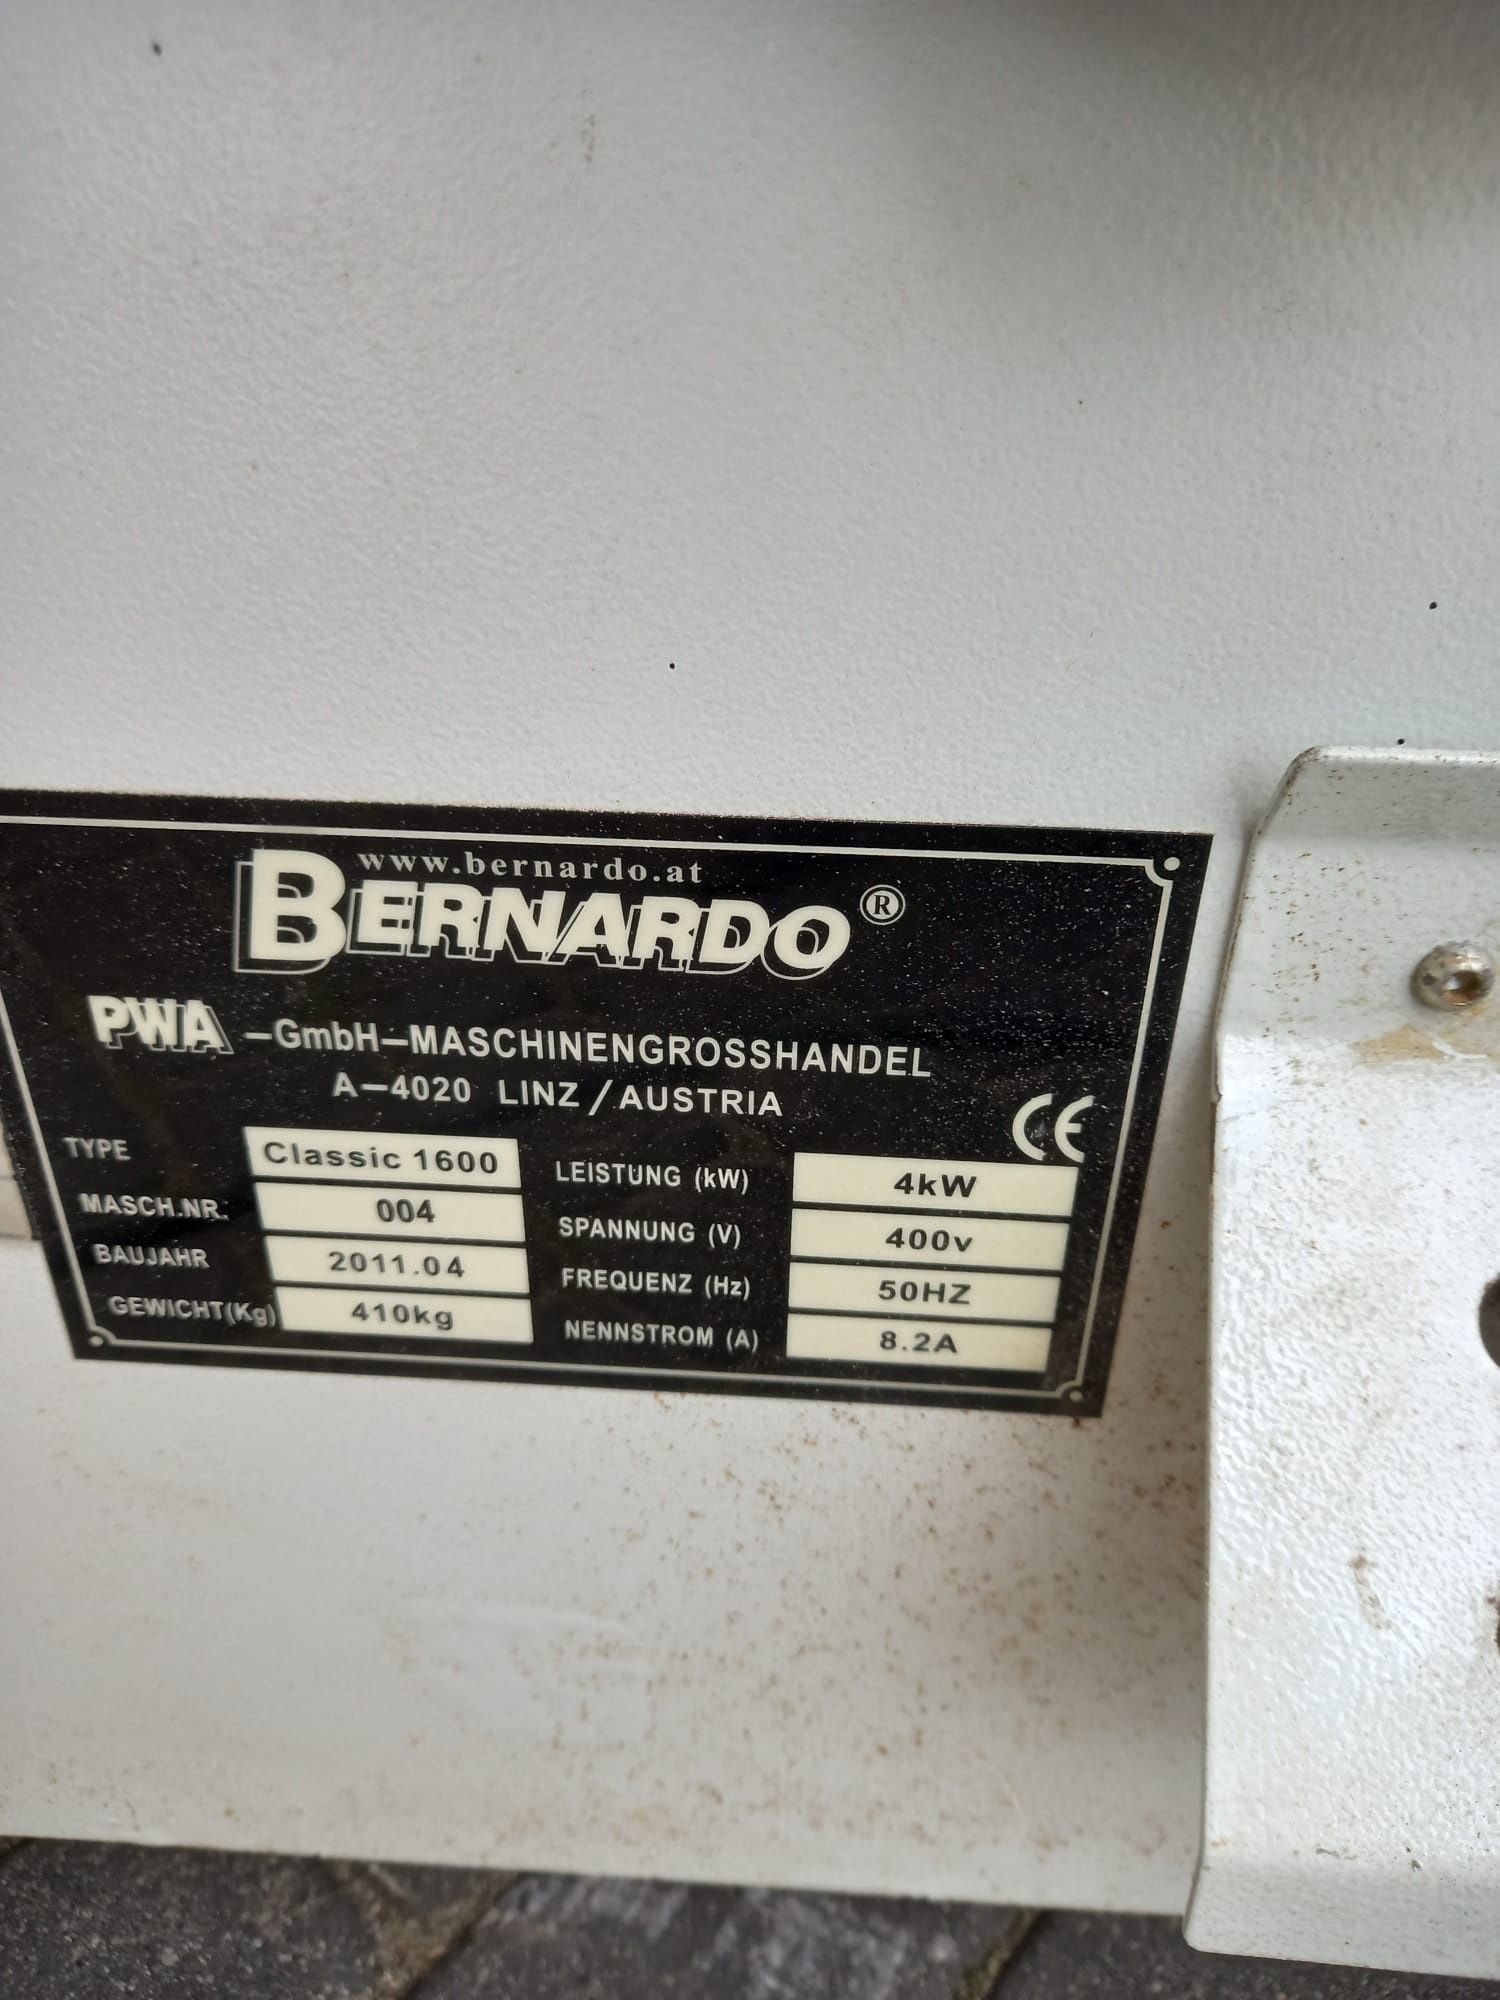 www.bernardo.at
BERNARDO ®
PWA -GmbH-MASCHINENGROSSHANDEL
A-4020 LINZ/AUSTRIA
CE
TYPE Classic 1600
MASCH.NR. 004
BAUJAHR 2011.04
GEWICHT(Kg) 410kg
LEISTUNG (kW) 4kW
SPANNUNG (V) 400v
FREQUENZ (Hz) 50HZ
NENNSTROM (A) 8.2A